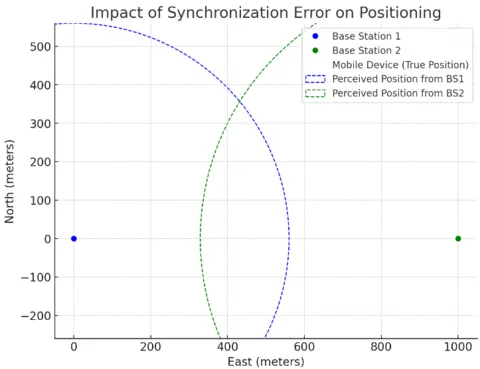 Impact of Synchronization Error on Positioning
Base Station 1
Base Station 2
Mobile Device (True Position)
Perceived Position from BS1
Perceived Position from BS2
North (meters)
500
400
300
200
100
0
−100
−200
0 200 400 600 800 1000
East (meters)